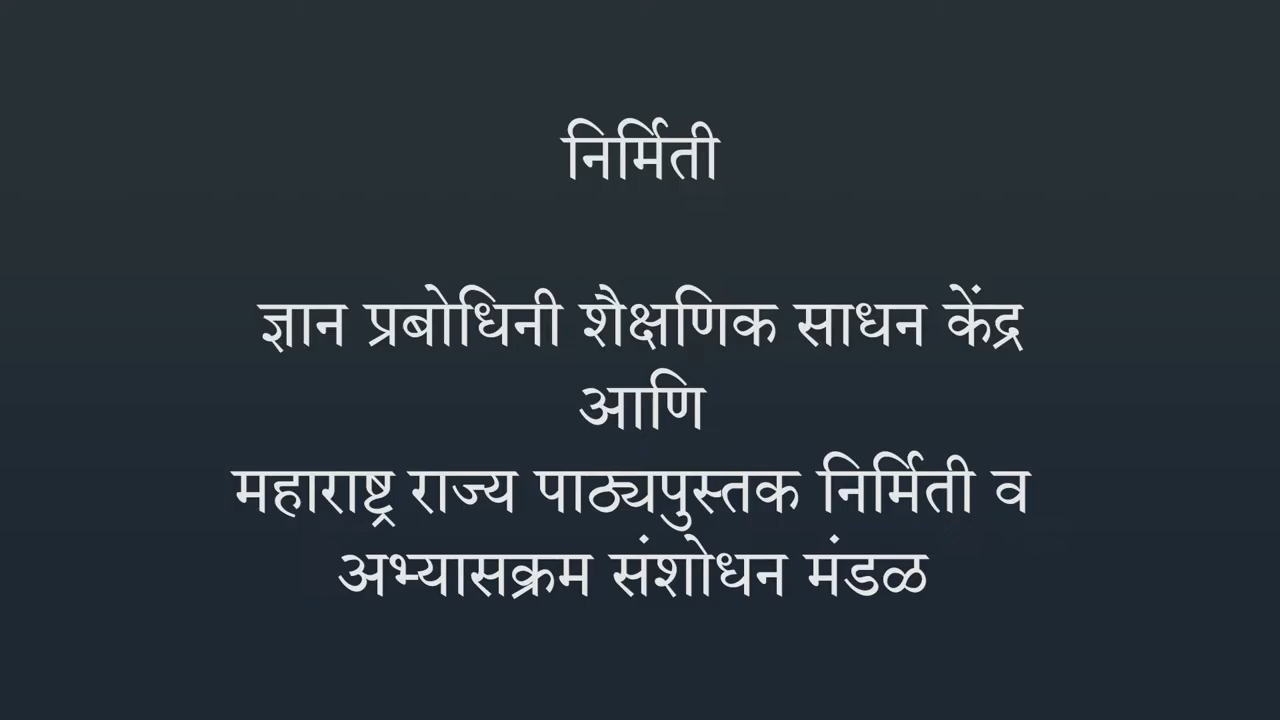 निर्मिती
ज्ञान प्रबोधिनी शैक्षणिक साधन केंद्र
आणि
महाराष्ट्र राज्य पाठ्यपुस्तक निर्मिती व
अभ्यासक्रम संशोधन मंडळ